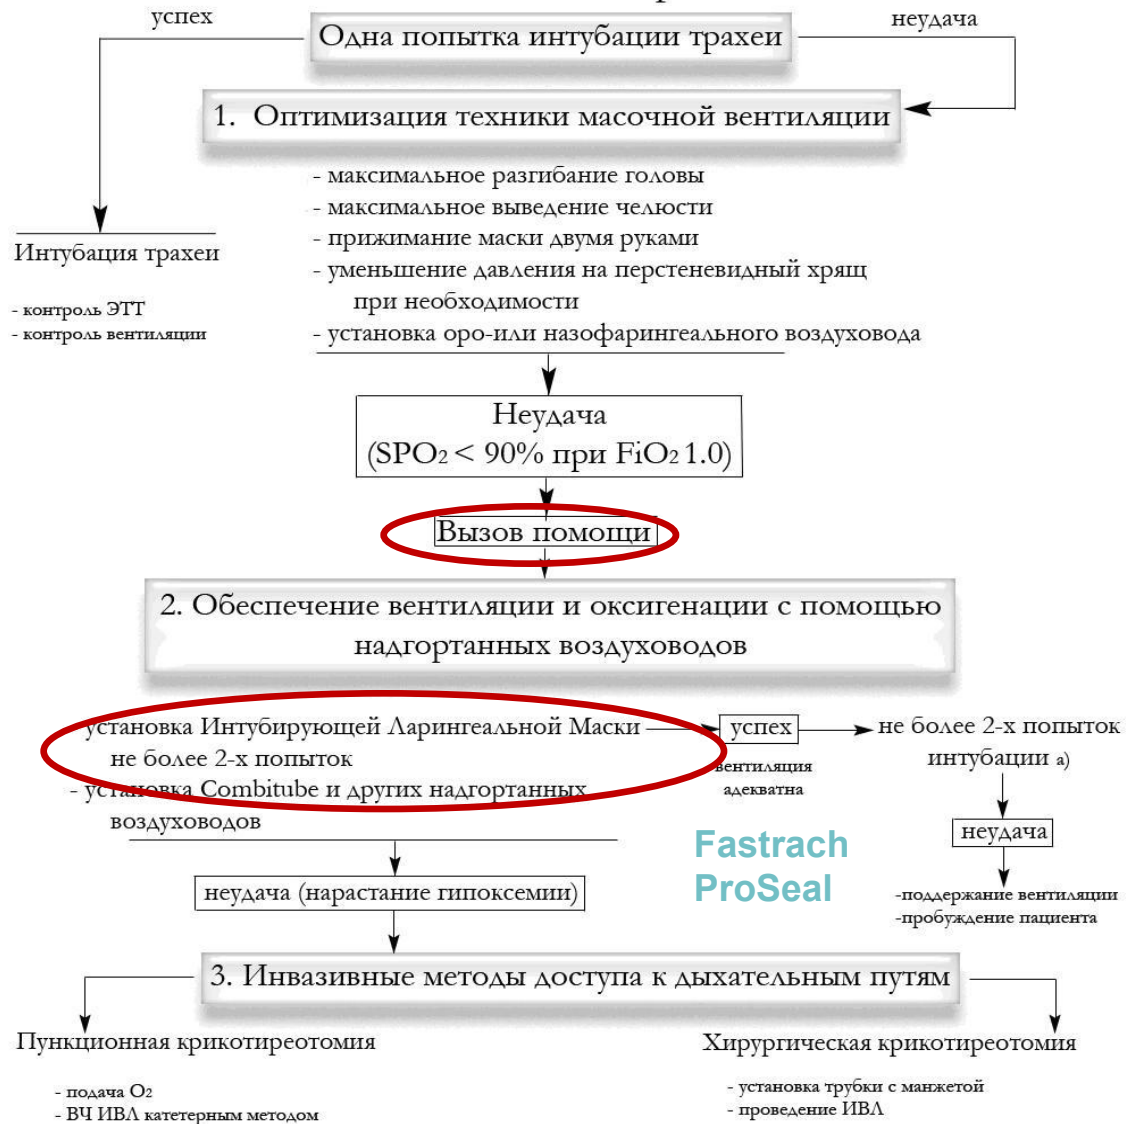 успех
неудача
Одна попытка интубации трахеи
1. Оптимизация техники масочной вентиляции
- максимальное разгибание головы
- максимальное выведение челюсти
- прижимание маски двумя руками
- уменьшение давления на перстеневидный хрящ
при необходимости
- установка оро-или назофарингеального воздуховода
Интубация трахеи
- контроль ЭТТ
- контроль вентиляции
Неудача
(SPO2 < 90% при FiO2 1.0)
Вызов помощи
2. Обеспечение вентиляции и оксигенации с помощью
надгортанных воздуховодов
установка Интубирующей Ларингеальной Маски
не более 2-х попыток
- установка Combitube и других надгортанных
воздуховодов
успех
вентиляция
адекватна
не более 2-х попыток
интубации а)
неудача
-поддержание вентиляции
-пробуждение пациента
Fastrach
ProSeal
неудача (нарастание гипоксемии)
3. Инвазивные методы доступа к дыхательным путям
Пункционная крикотиреотомия
- подача O2
- ВЧ ИВЛ катетерным методом
Хирургическая крикотиреотомия
- установка трубки с манжетой
- проведение ИВЛ